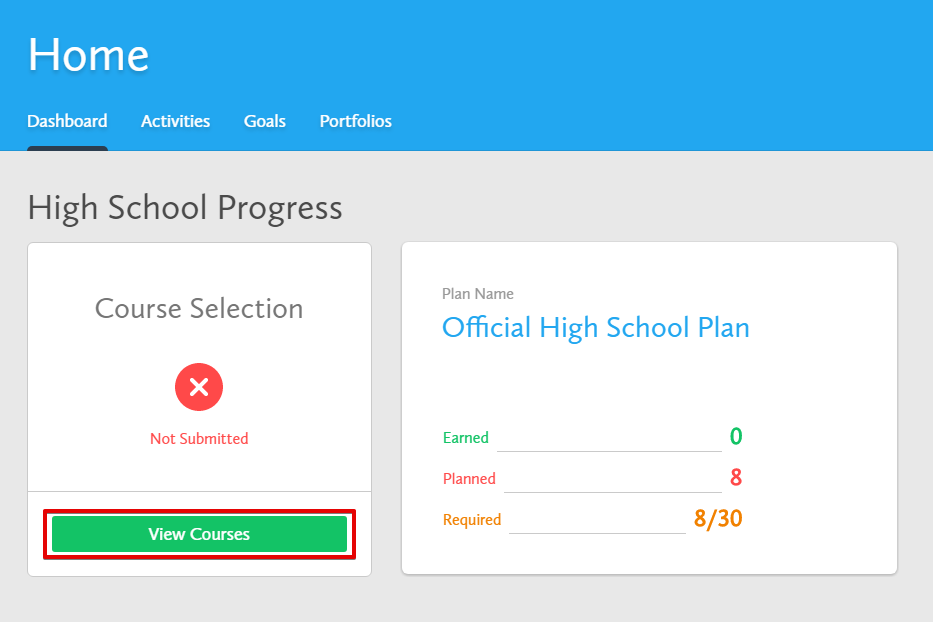 Home
Dashboard Activities Goals Portfolios
High School Progress
Course Selection
Not Submitted
View Courses
Plan Name
Official High School Plan
Earned 0
Planned 8
Required 8/30